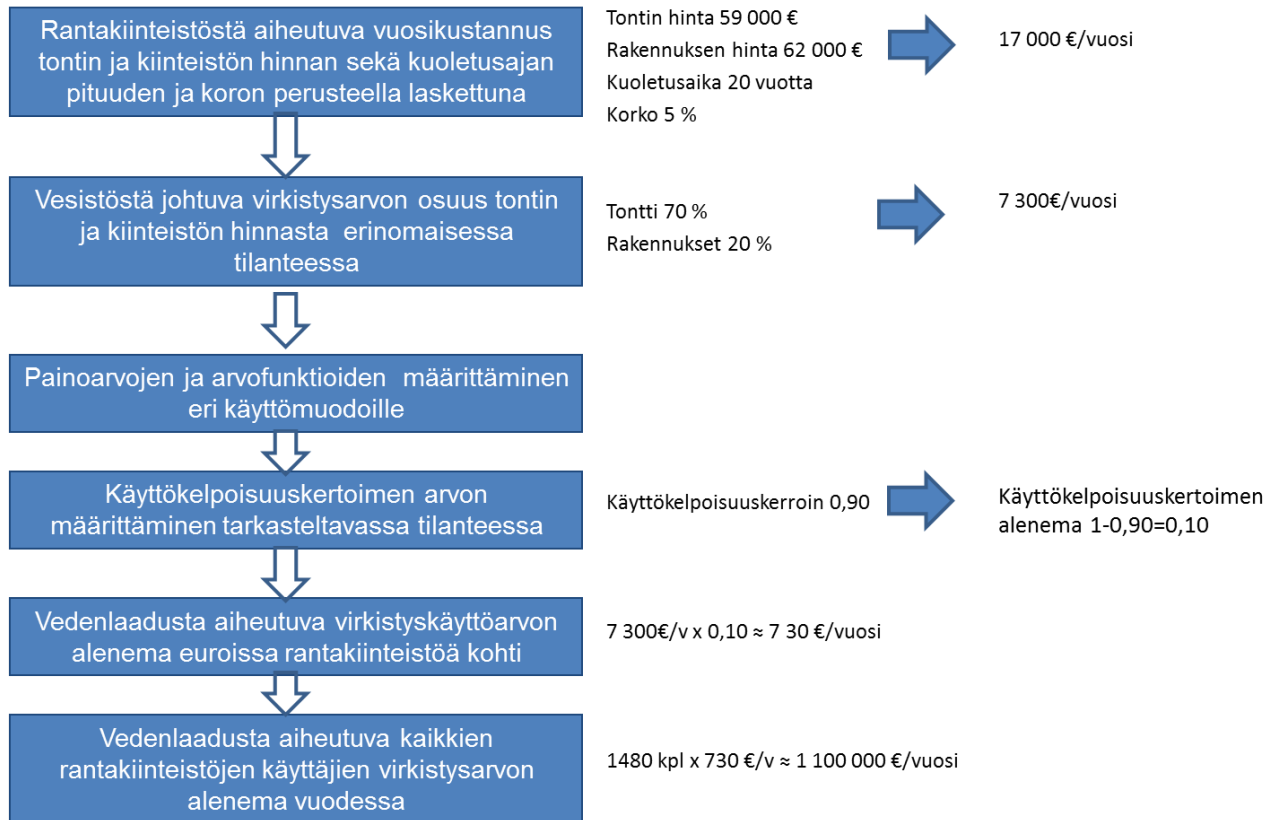 Rantakiinteistöstä aiheutuva vuosikustannus
tontin ja kiinteistön hinnan sekä kuoletusajan
pituuden ja koron perusteella laskettuna
Tontin hinta 59 000 €
Rakennuksen hinta 62 000 €
Kuoletusaika 20 vuotta
Korko 5 %
17 000 €/vuosi
Vesistöstä johtuva virkistysarvon osuus tontin
ja kiinteistön hinnasta erinomaisessa
tilanteessa
Tontti 70 %
Rakennukset 20 %
7 300€/vuosi
Painoarvojen ja arvofunktioiden määrittäminen
eri käyttömuodoille
Käyttökelpoisuuskertoimen arvon
määrittäminen tarkasteltavassa tilanteessa
Käyttökelpoisuuskerroin 0,90
Käyttökelpoisuuskertoimen
alenema 1-0,90=0,10
Vedenlaadusta aiheutuva virkistyskäyttöarvon
alenema euroissa rantakiinteistöä kohti
7 300€/v x 0,10 ≈ 7 30 €/vuosi
Vedenlaadusta aiheutuva kaikkien
rantakiinteistöjen käyttäjien virkistysarvon
alenema vuodessa
1480 kpl x 730 €/v ≈ 1 100 000 €/vuosi